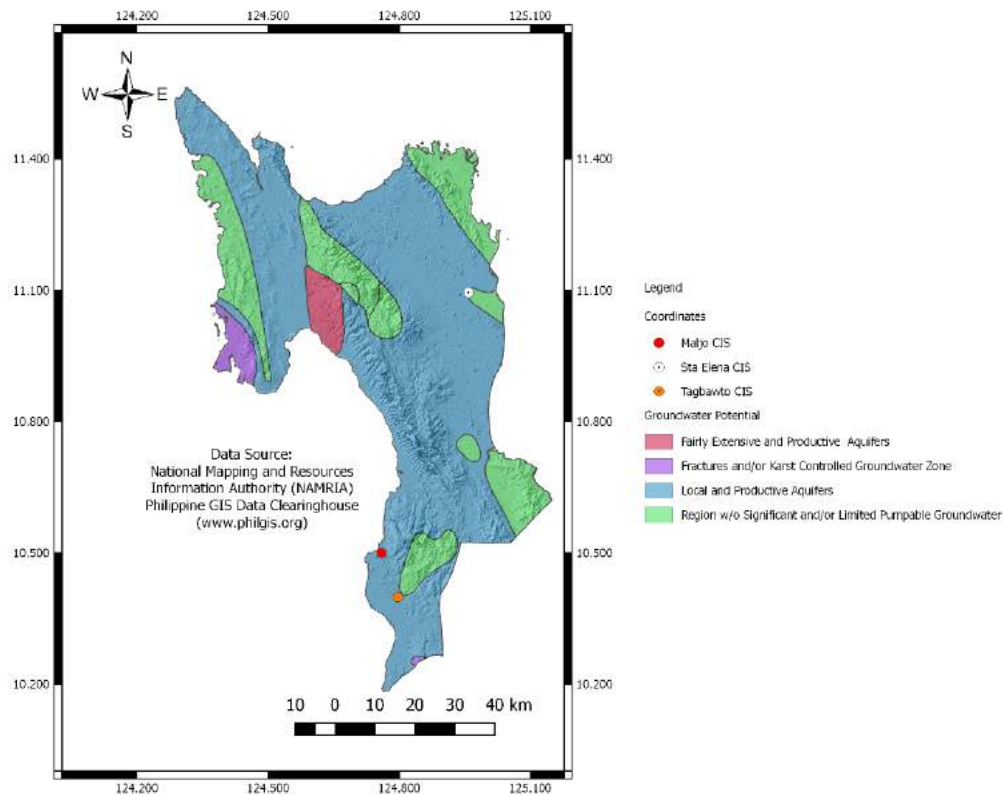 124.200 124.500 124.800 125.100
N
W E
S
11.400 11.400
11.100 11.100
10.800 10.800
10.500 10.500
10.200 10.200
Data Source:
National Mapping and Resources
Information Authority (NAMRIA)
Philippine GIS Data Clearinghouse
(www.philgis.org)
10 0 10 20 30 40 km
124.200 124.500 124.800 125.100
Legend
Coordinates
Maljo CIS
Sta Elena CIS
Tagbawto CIS
Groundwater Potential
Fairly Extensive and Productive Aquifers
Fractures and/or Karst Controlled Groundwater Zone
Local and Productive Aquifers
Region w/o Significant and/or Limited Pumpable Groundwater